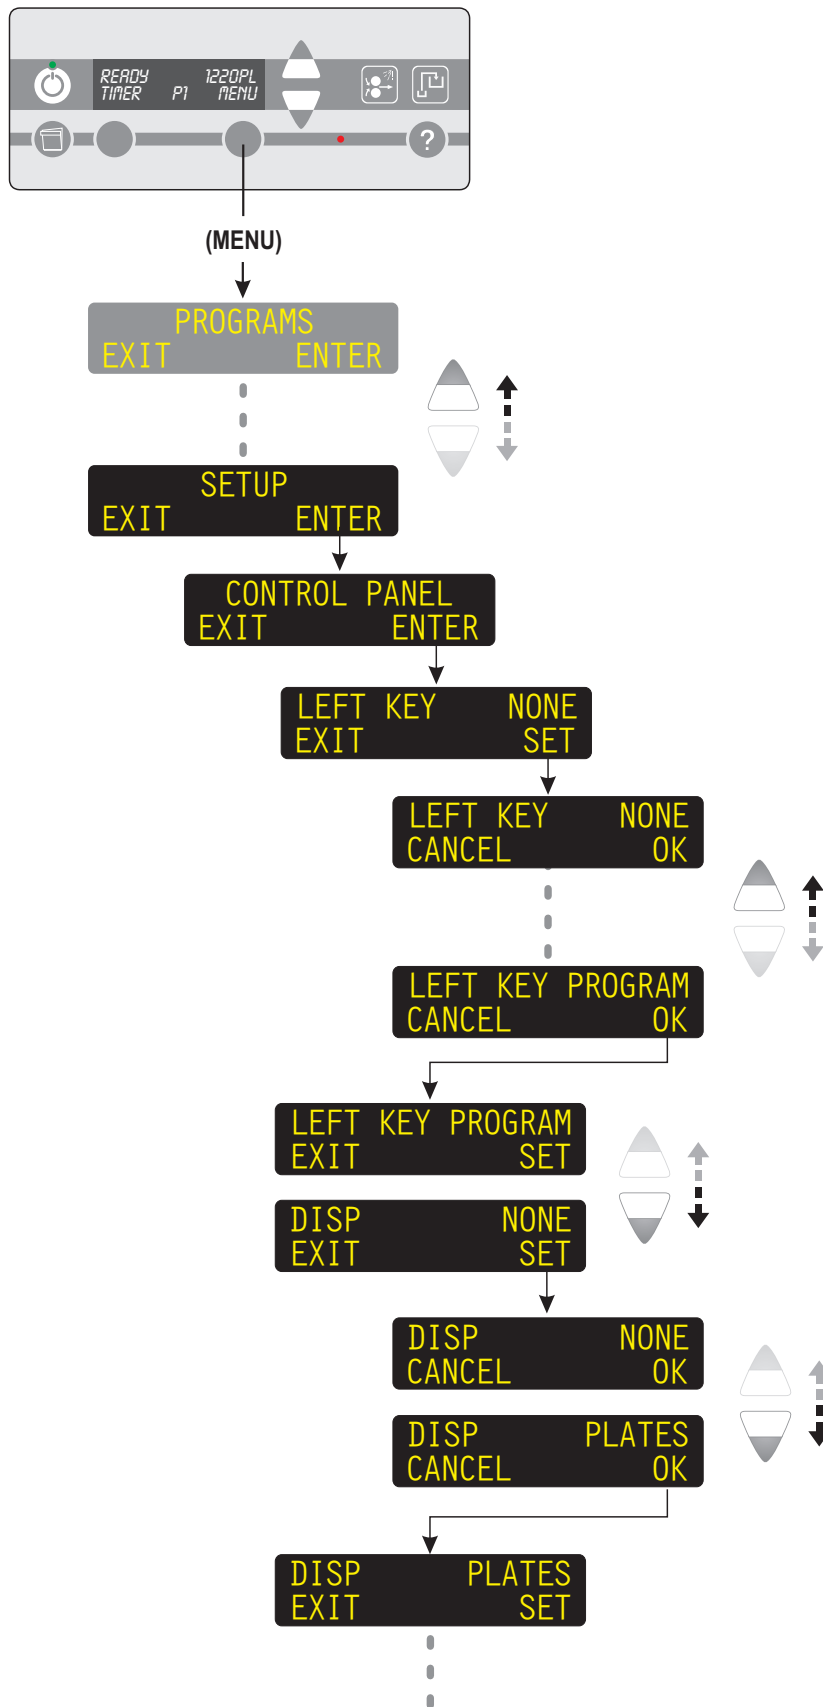 READY 1220PL
TIMER P1 MENU
?
(MENU)
PROGRAMS
EXIT ENTER
SETUP
EXIT ENTER
CONTROL PANEL
EXIT ENTER
LEFT KEY NONE
EXIT SET
LEFT KEY NONE
CANCEL OK
LEFT KEY PROGRAM
CANCEL OK
LEFT KEY PROGRAM
EXIT SET
DISP NONE
EXIT SET
DISP NONE
CANCEL OK
DISP PLATES
CANCEL OK
DISP PLATES
EXIT SET